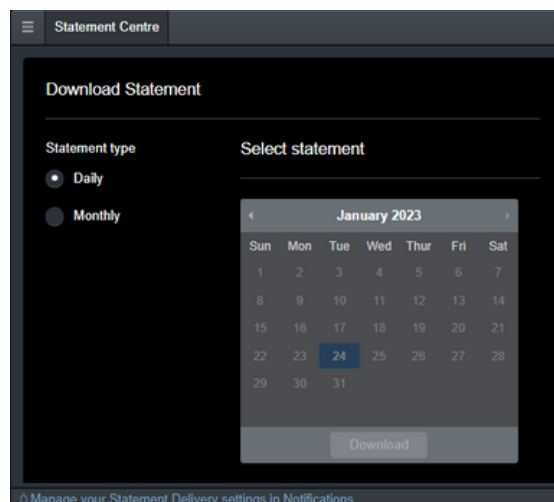 Statement Centre
Download Statement
Statement type
Daily
Monthly
Select statement
January 2023
Sun Mon Tue Wed Thur Fri Sat
1 2 3 4 5 6 7
8 9 10 11 12 13 14
15 16 17 18 19 20 21
22 23 24 25 26 27 28
29 30 31
Download
Manage your Statement Delivery settings in Notifications